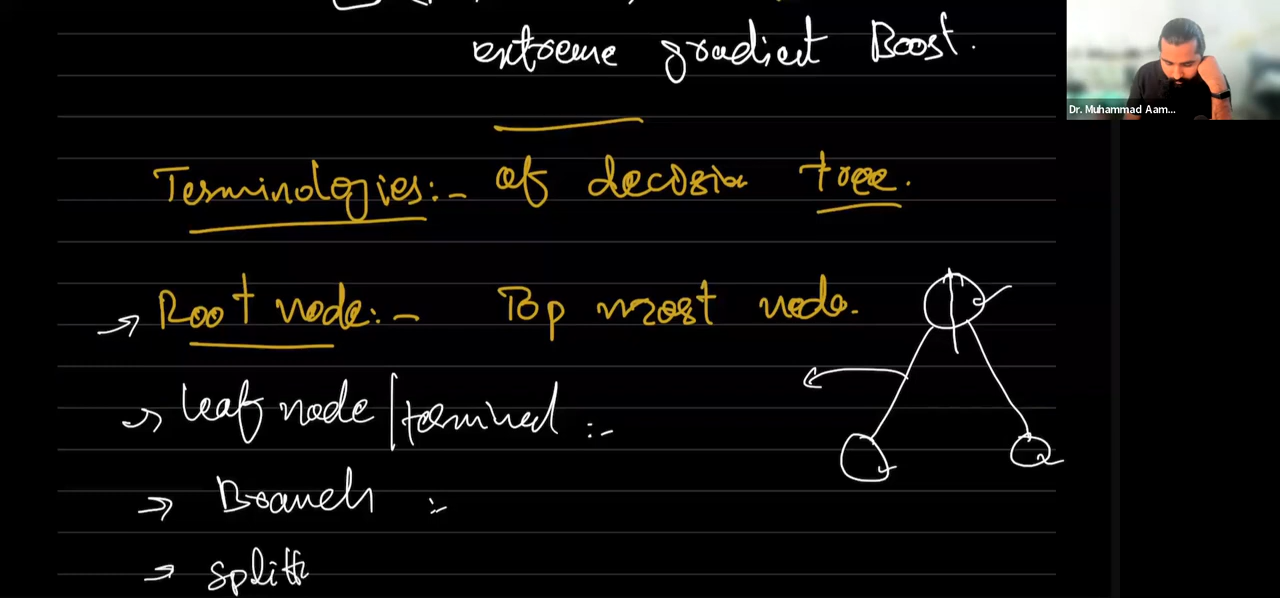 extreme gradient Boost.
Dr. Muhammad Aam...
Terminologies:- of decision tree.
→ Root node:- Top most node.
→ leaf node/terminal :-
→ Branch :-
→ splitt